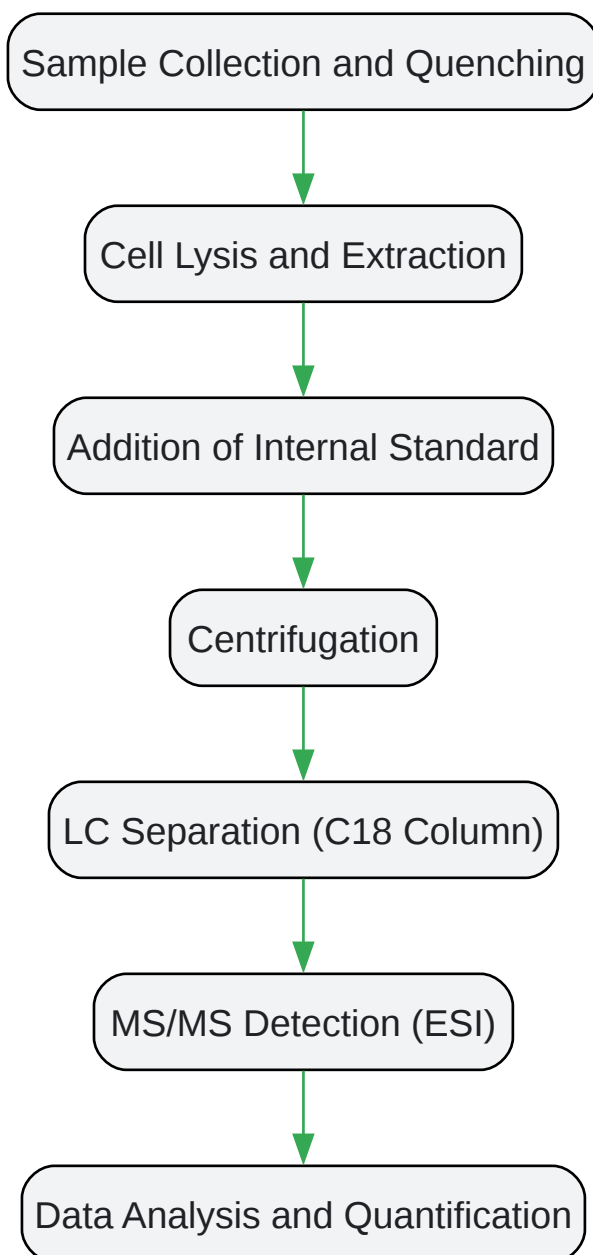 Sample Collection and Quenching
Cell Lysis and Extraction
Addition of Internal Standard
Centrifugation
LC Separation (C18 Column)
MS/MS Detection (ESI)
Data Analysis and Quantification